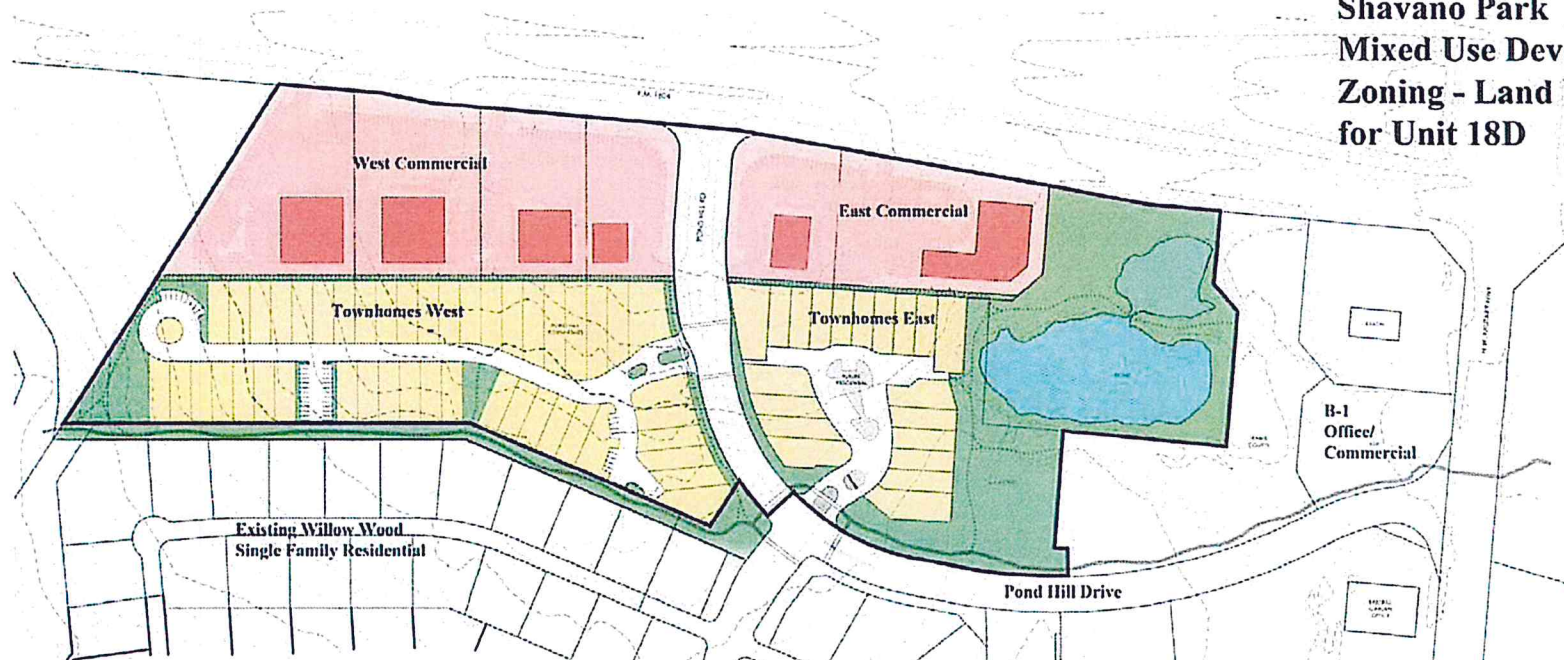 Shavano Park
Mixed Use Dev
Zoning - Land
for Unit 18D
West Commercial
East Commercial
Townhomes West
Townhomes East
B-1
Office/
Commercial
Existing Willow Wood
Single Family Residential
Pond Hill Drive